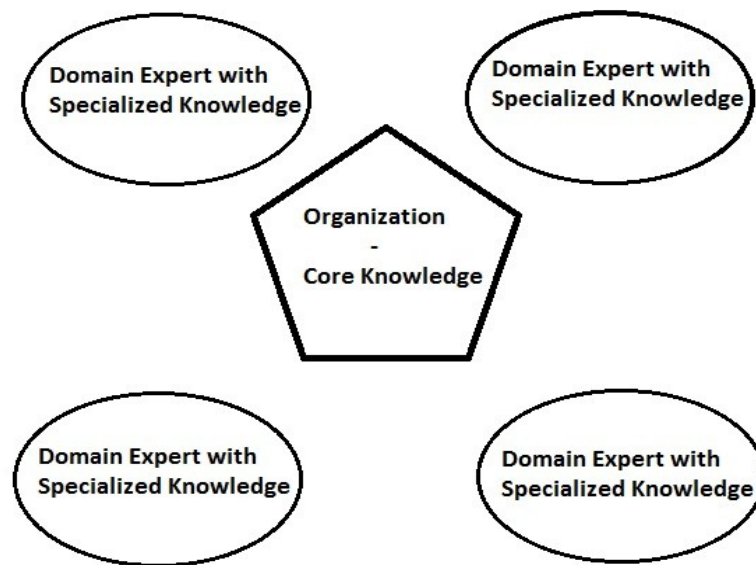 Domain Expert with
Specialized Knowledge
Domain Expert with
Specialized Knowledge
Organization
-
Core Knowledge
Domain Expert with
Specialized Knowledge
Domain Expert with
Specialized Knowledge